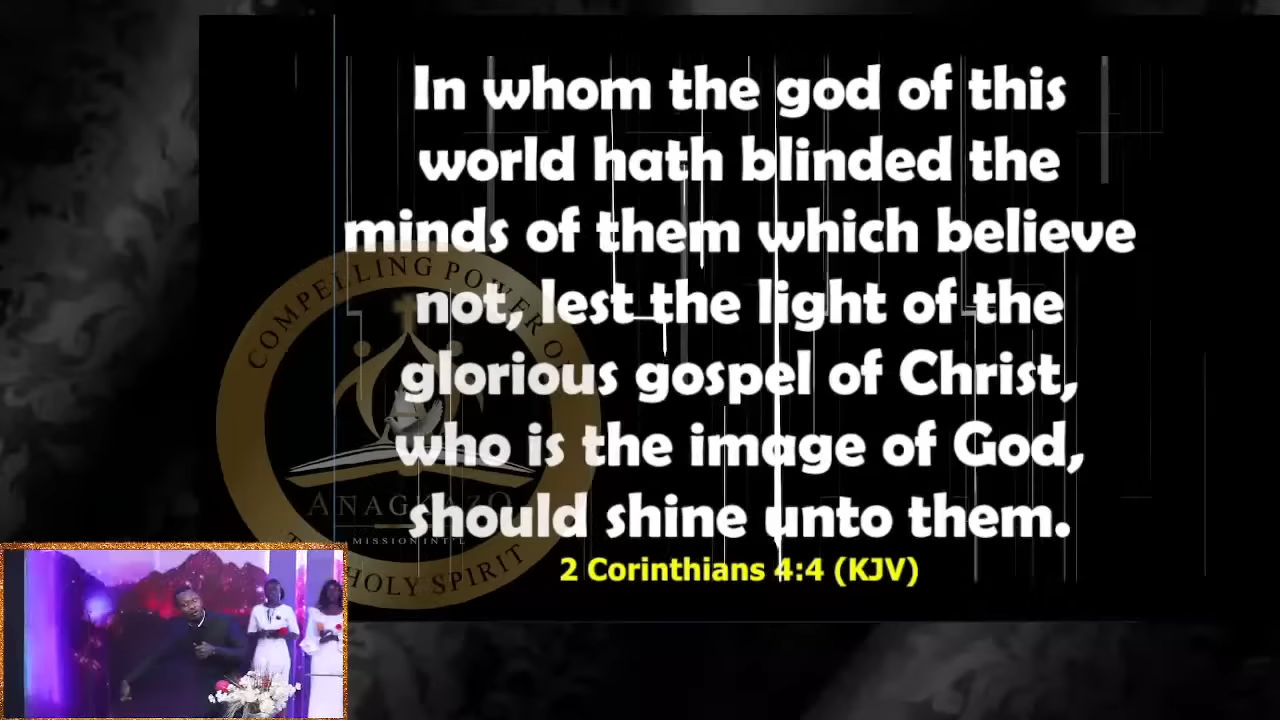 In whom the god of this
world hath blinded the
minds of them which believe
not, lest the light of the
glorious gospel of Christ,
who is the image of God,
should shine unto them.
2 Corinthians 4:4 (KJV)
COMPELLING POWER O
ANAGKAZO
MISSION INT'L
HOLY SPIRIT